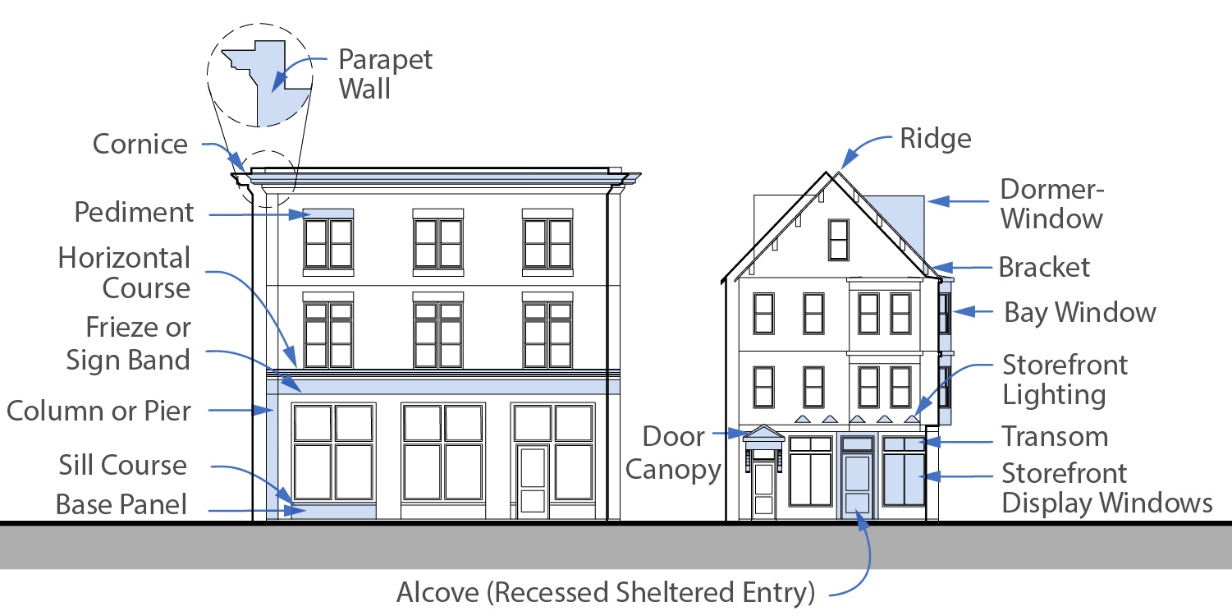 Parapet
Wall
Cornice
Pediment
Horizontal
Course
Frieze or
Sign Band
Column or Pier
Sill Course
Base Panel
Ridge
Dormer-
Window
Bracket
Bay Window
Storefront
Lighting
Door
Canopy
Transom
Storefront
Display Windows
Alcove (Recessed Sheltered Entry)